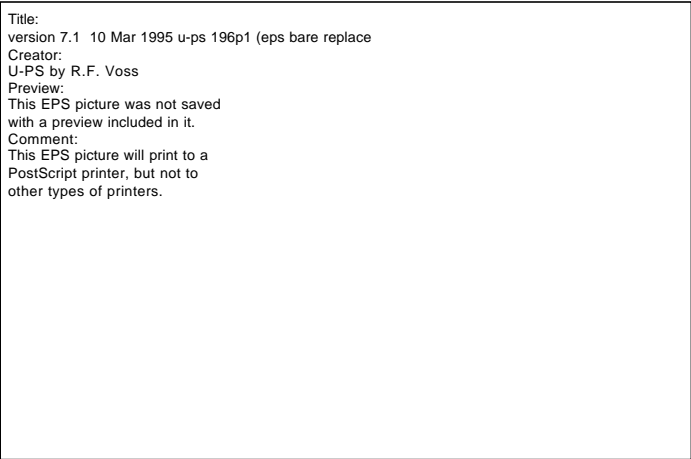 Title:
version 7.1  10 Mar 1995 u-ps 196p1 (eps bare replace
Creator:
U-PS by R.F. Voss
Preview:
This EPS picture was not saved
with a preview included in it.
Comment:
This EPS picture will print to a
PostScript printer, but not to
other types of printers.